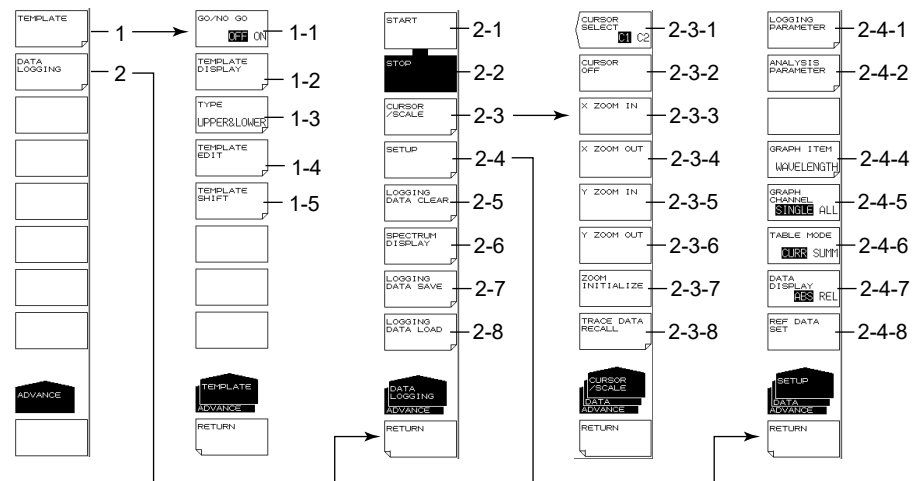 TEMPLATE
1
DATA
LOGGING
2
ADVANCE
GO/NO GO
OFF ON
1-1
TEMPLATE
DISPLAY
1-2
TYPE
UPPER&LOWER
1-3
TEMPLATE
EDIT
1-4
TEMPLATE
SHIFT
1-5
TEMPLATE
ADVANCE
RETURN
START
2-1
STOP
2-2
CURSOR
/SCALE
2-3
SETUP
2-4
LOGGING
DATA CLEAR
2-5
SPECTRUM
DISPLAY
2-6
LOGGING
DATA SAVE
2-7
LOGGING
DATA LOAD
2-8
DATA
LOGGING
ADVANCE
RETURN
CURSOR
SELECT
C1 C2
2-3-1
CURSOR
OFF
2-3-2
X ZOOM IN
2-3-3
X ZOOM OUT
2-3-4
Y ZOOM IN
2-3-5
Y ZOOM OUT
2-3-6
ZOOM
INITIALIZE
2-3-7
TRACE DATA
RECALL
2-3-8
CURSOR
/SCALE
DATA
ADVANCE
RETURN
LOGGING
PARAMETER
2-4-1
ANALYSIS
PARAMETER
2-4-2
GRAPH ITEM
WAVELENGTH
2-4-4
GRAPH
CHANNEL
SINGLE ALL
2-4-5
TABLE MODE
CURR SUMM
2-4-6
DATA
DISPLAY
ABS REL
2-4-7
REF DATA
SET
2-4-8
SETUP
DATA
ADVANCE
RETURN